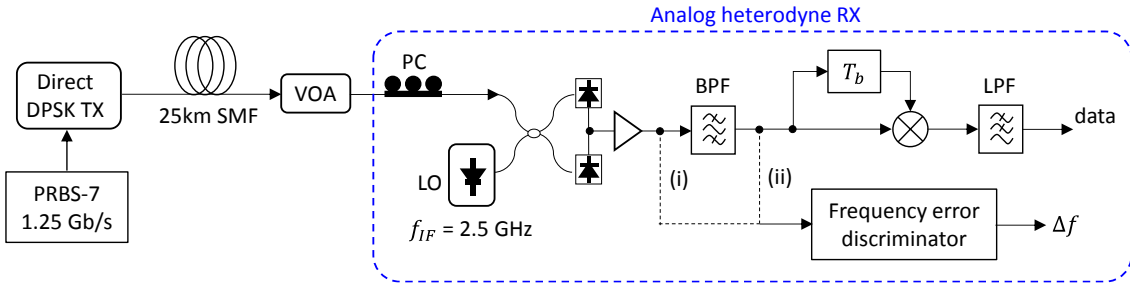 Analog heterodyne RX
Direct
DPSK TX
25km SMF
VOA
PC
LO
f_IF = 2.5 GHz
PRBS-7
1.25 Gb/s
(i)
BPF
(ii)
T_b
LPF
data
Frequency error
discriminator
Δf